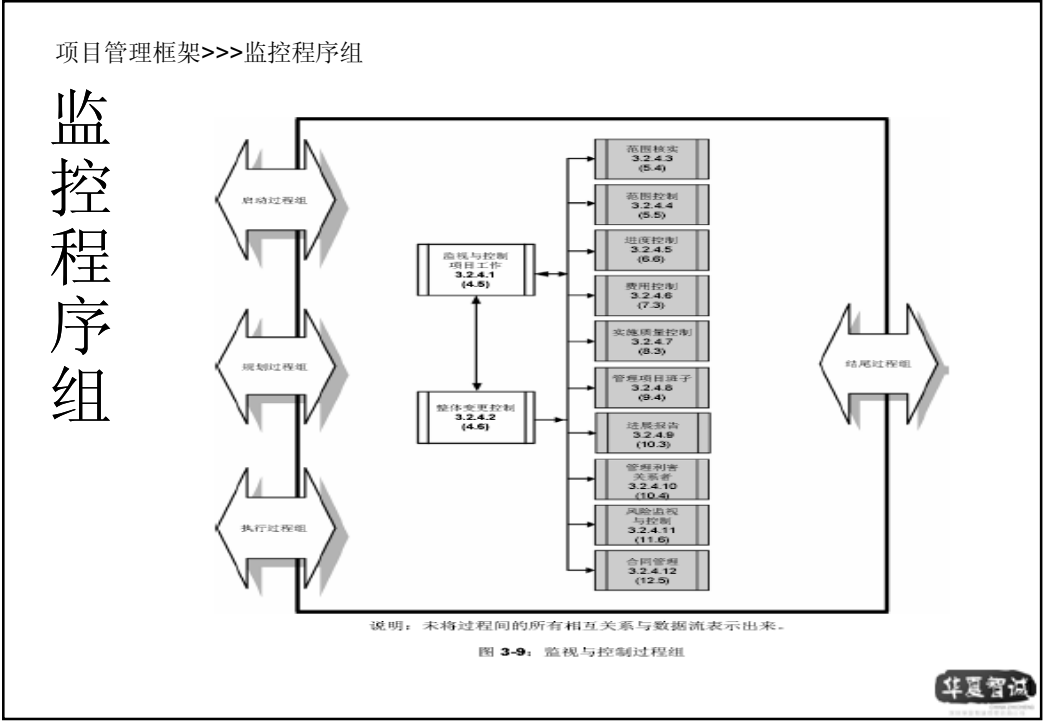 项目管理框架>>>监控程序组
监
控
程
序
组
启动过程组
规划过程组
执行过程组
监视与控制
项目工作
3.2.4.1
(4.5)
整体变更控制
3.2.4.2
(4.6)
范围核实
3.2.4.3
(5.4)
范围控制
3.2.4.4
(5.5)
进度控制
3.2.4.5
(6.6)
费用控制
3.2.4.6
(7.3)
实施质量控制
3.2.4.7
(8.3)
管理项目班子
3.2.4.8
(9.4)
进展报告
3.2.4.9
(10.3)
管理利害
关系者
3.2.4.10
(10.4)
风险监视
与控制
3.2.4.11
(11.6)
合同管理
3.2.4.12
(12.5)
结尾过程组
说明：未将过程间的所有相互关系与数据流表示出来。
图 3-9：监视与控制过程组
华夏智诚